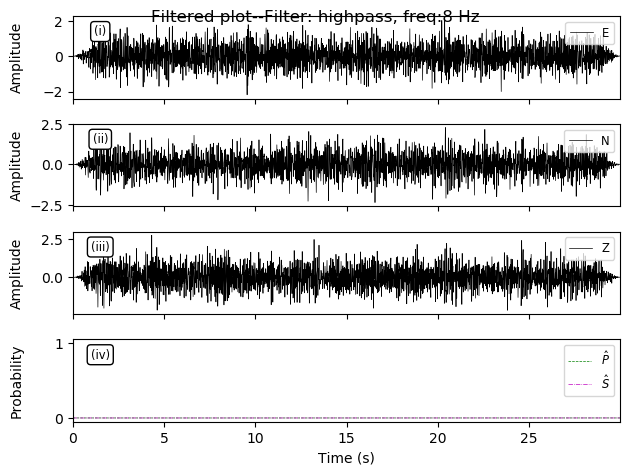 Filtered plot--Filter: highpass, freq:8 Hz
(i)
E
2
0
−2
Amplitude
(ii)
N
2.5
0.0
−2.5
Amplitude
(iii)
Z
2.5
0.0
Amplitude
(iv)
P̂
Ŝ
1
0
Probability
0 5 10 15 20 25
Time (s)